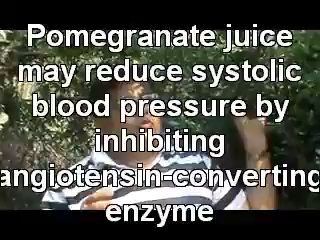 Pomegranate juice
may reduce systolic
blood pressure by
inhibiting
angiotensin-converting
enzyme